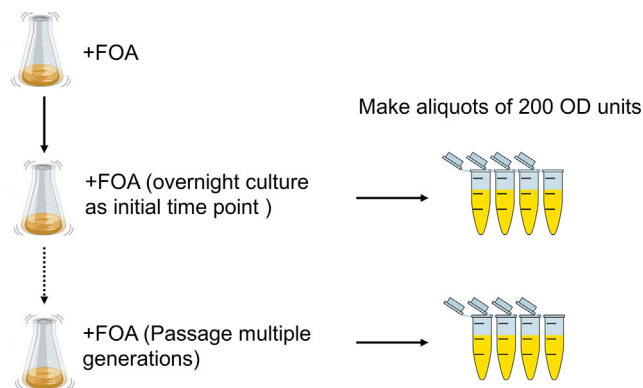 +FOA
Make aliquots of 200 OD units
+FOA (overnight culture
as initial time point )
+FOA (Passage multiple
generations)